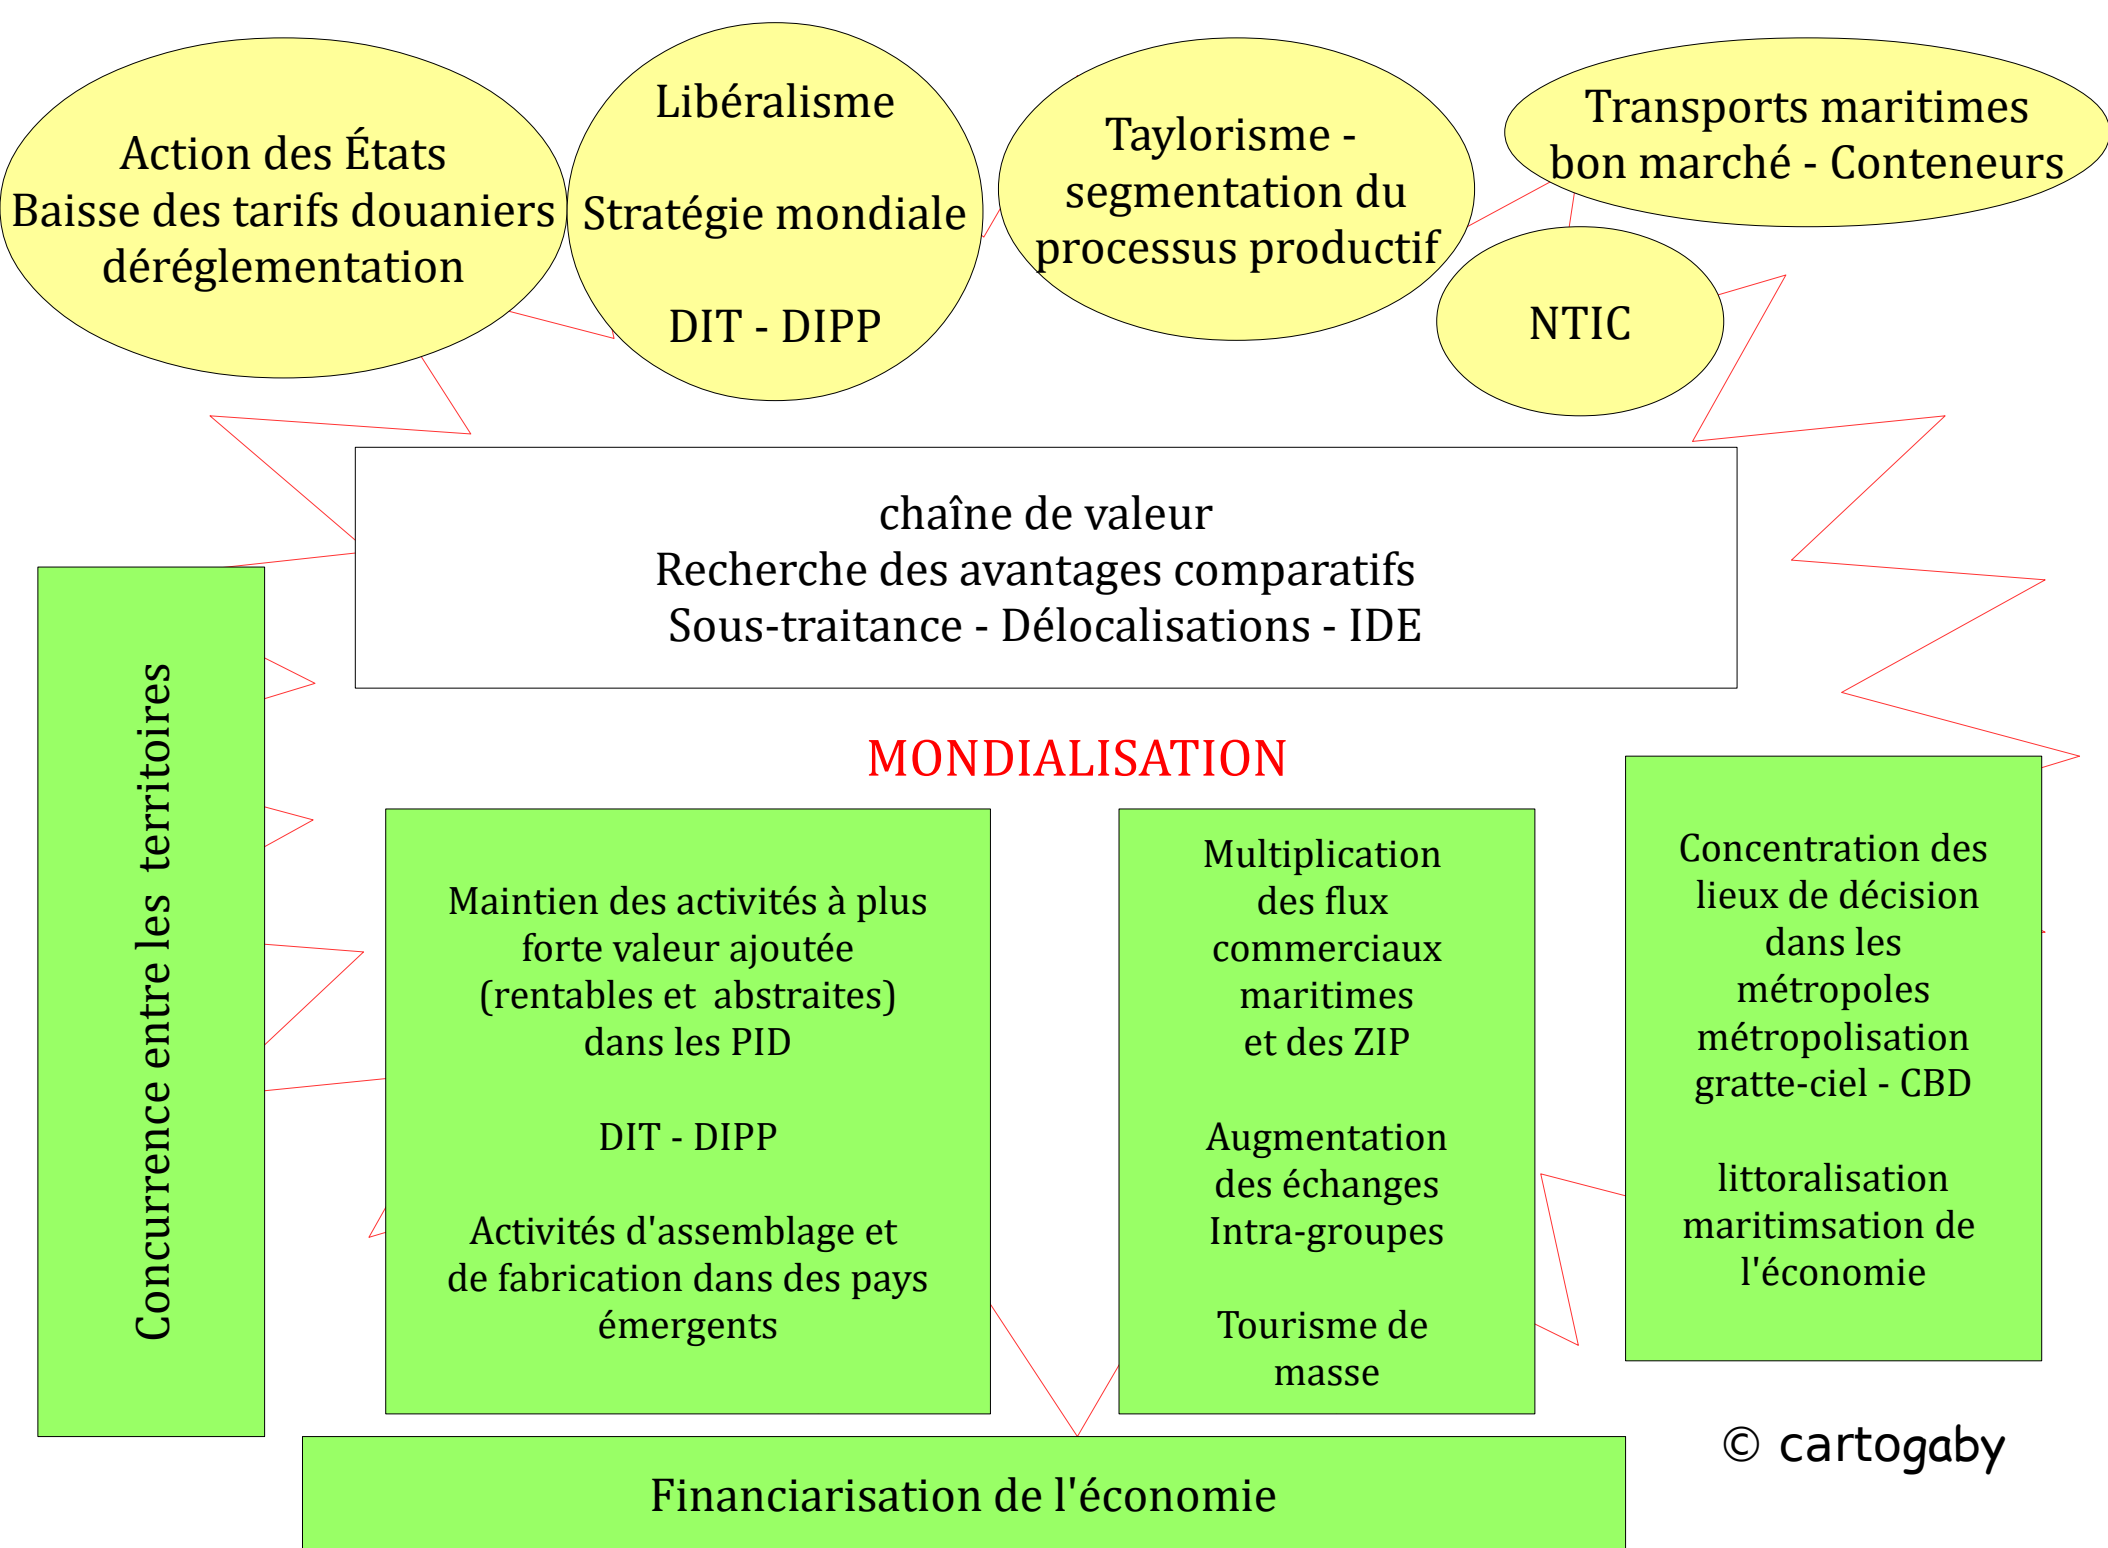 Action des États
Baisse des tarifs douaniers
déréglementation
Libéralisme
Stratégie mondiale
DIT - DIPP
Taylorisme -
segmentation du
processus productif
Transports maritimes
bon marché - Conteneurs
NTIC
chaîne de valeur
Recherche des avantages comparatifs
Sous-traitance - Délocalisations - IDE
MONDIALISATION
Concurrence entre les territoires
Maintien des activités à plus
forte valeur ajoutée
(rentables et abstraites)
dans les PID
DIT - DIPP
Activités d'assemblage et
de fabrication dans des pays
émergents
Multiplication
des flux
commerciaux
maritimes
et des ZIP
Augmentation
des échanges
Intra-groupes
Tourisme de
masse
Concentration des
lieux de décision
dans les
métropoles
métropolisation
gratte-ciel - CBD
littoralisation
maritimsation de
l'économie
Financiarisation de l'économie
© cartogaby